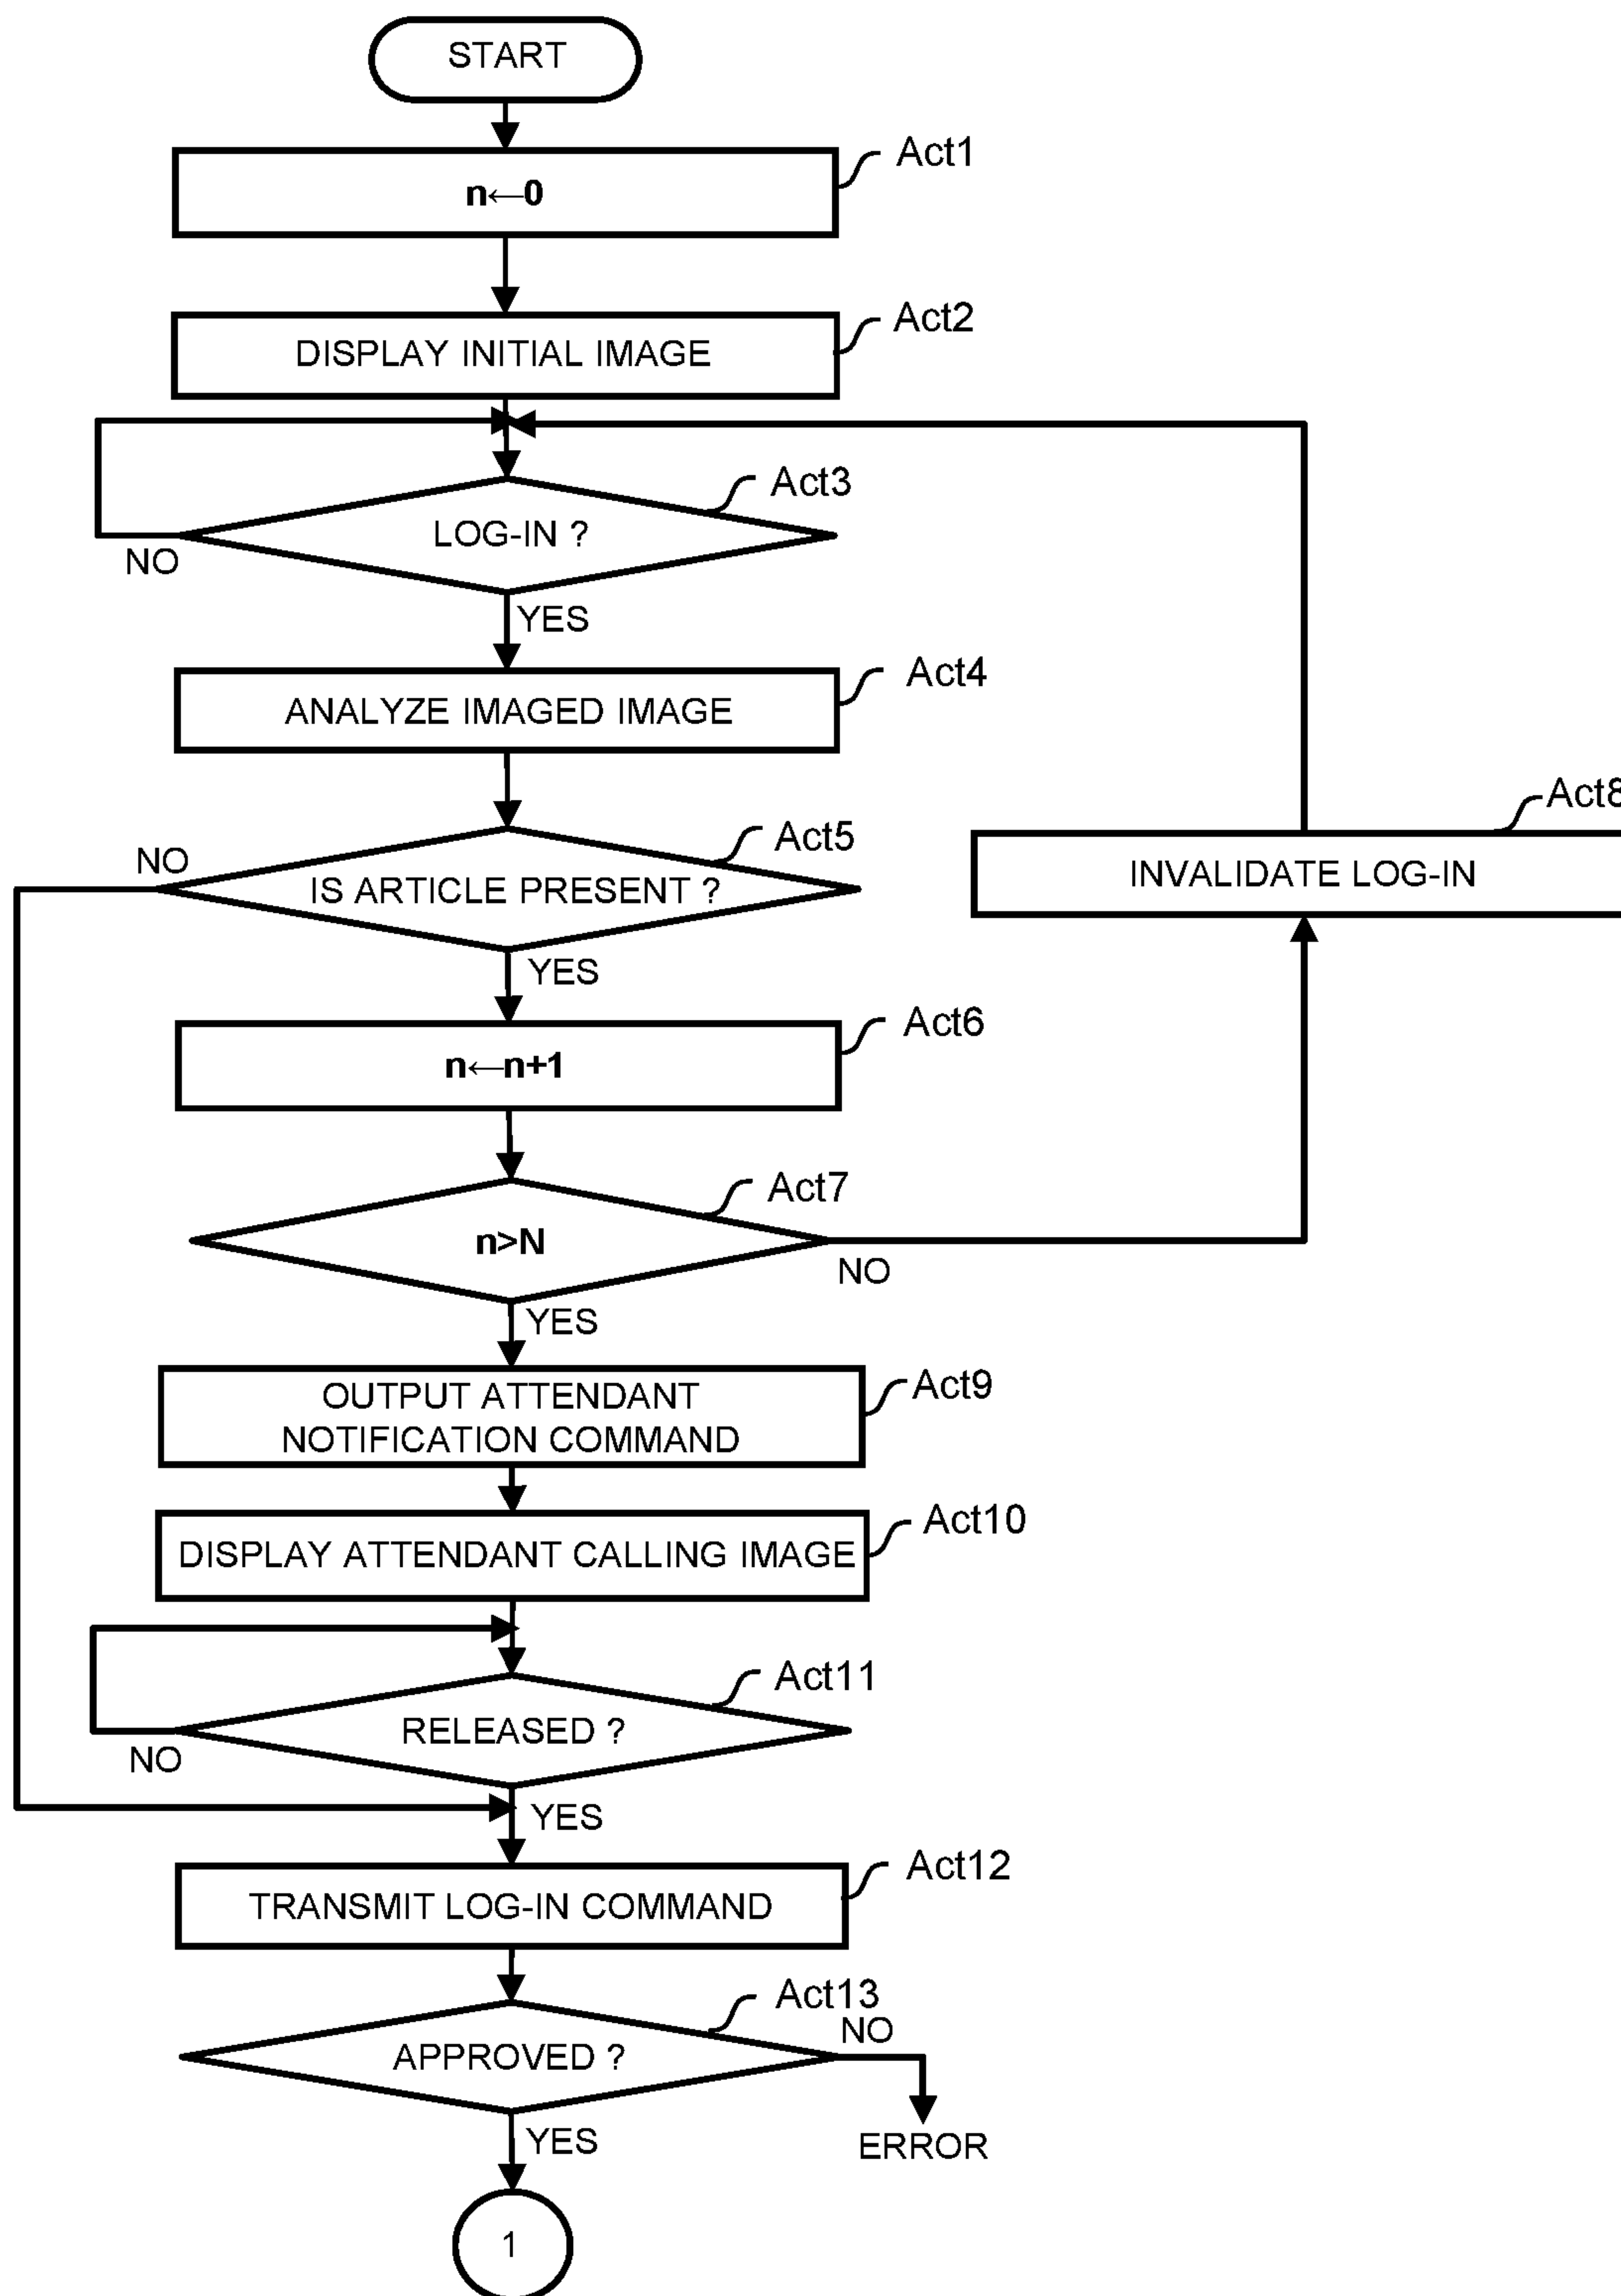 START
Act1
n←0
Act2
DISPLAY INITIAL IMAGE
Act3
LOG-IN ?
NO
YES
Act4
ANALYZE IMAGED IMAGE
Act5
NO
IS ARTICLE PRESENT ?
YES
Act8
INVALIDATE LOG-IN
Act6
n←n+1
Act7
n>N
NO
YES
Act9
OUTPUT ATTENDANT
NOTIFICATION COMMAND
Act10
DISPLAY ATTENDANT CALLING IMAGE
Act11
RELEASED ?
NO
YES
Act12
TRANSMIT LOG-IN COMMAND
Act13
NO
APPROVED ?
YES
ERROR
1